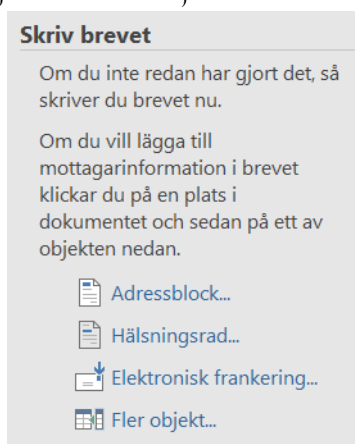 Skriv brevet
Om du inte redan har gjort det, så
skriver du brevet nu.
Om du vill lägga till
mottagarinformation i brevet
klickar du på en plats i
dokumentet och sedan på ett av
objekten nedan.
Adressblock...
Hälsningsrad...
Elektronisk frankering...
Fler objekt...